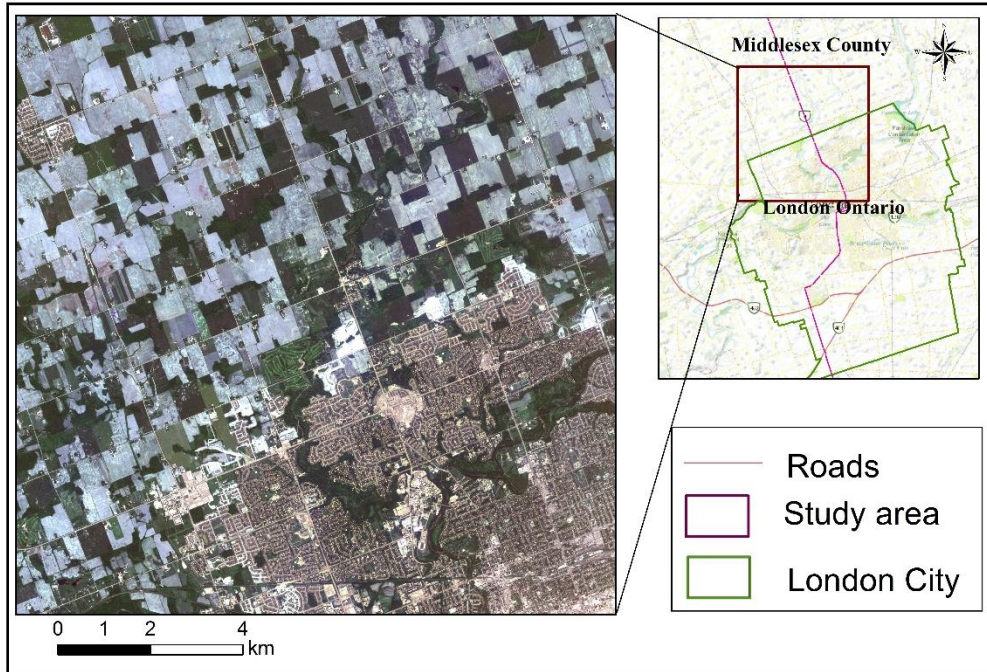 Middlesex County
N
W
E
S
London Ontario
Roads
Study area
London City
0 1 2 4
km